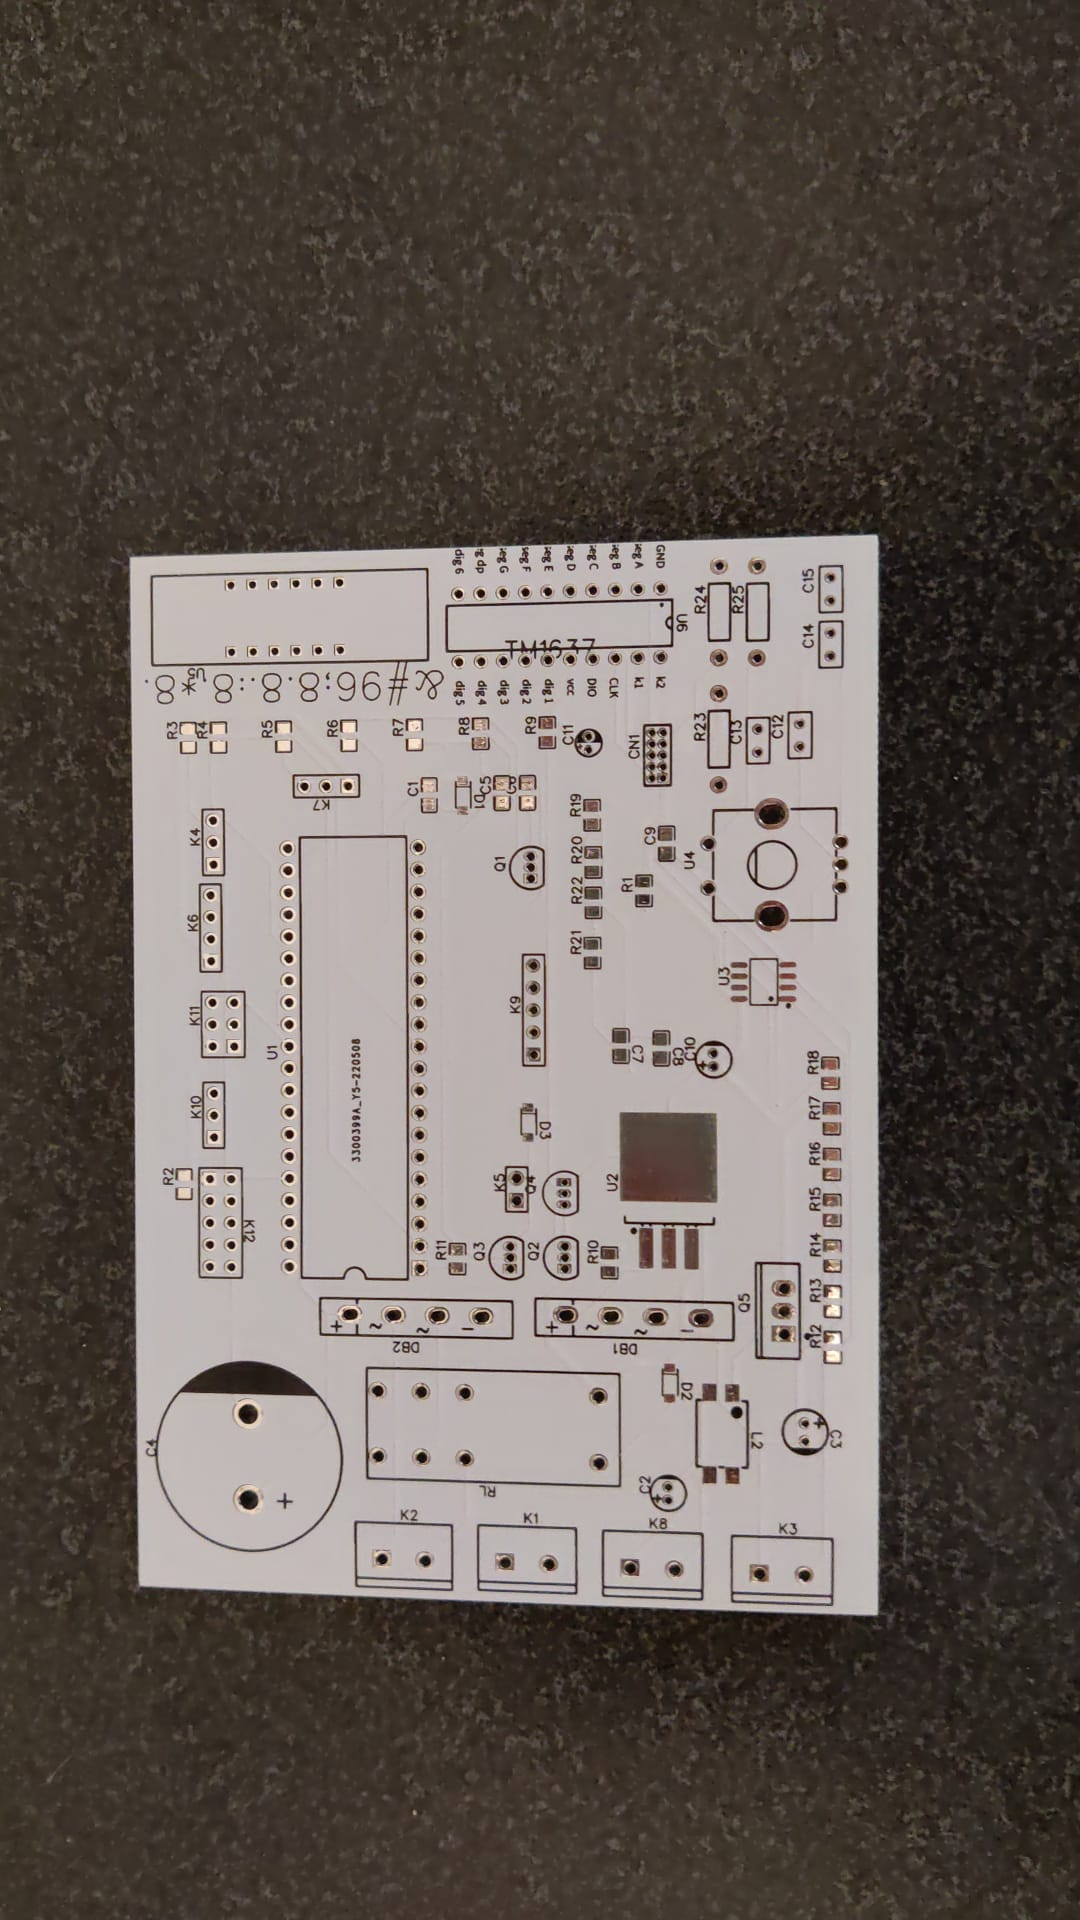 dig 6
seg F
seg E
seg D
seg C
seg B
seg A
GND
R24
R25
C15
U6
TM1637
C14
&#96;8.8.:8
dig 5
dig 4
dig 3
dig 2
dig 1
vcc
DIO
CLK
k1
k2
R3
R4
R5
R6
R7
R8
R9
C11
CN1
R23
C13
C12
K7
C1
D1
C5
R19
K4
Q1
R20
C9
U4
R22
R1
K6
R21
U3
K11
K9
U1
3300399A_Y5-220508
C7
C8
C10
R18
K10
D3
R17
R2
K5
Q4
U2
R16
K12
R15
R11
Q3
Q2
R10
R14
R13
+ ~ ~ -
DB2
+ ~ ~ -
DB1
Q5
R12
C4
+
RL
D2
L2
C3
+
C2
+
K2
K1
K8
K3